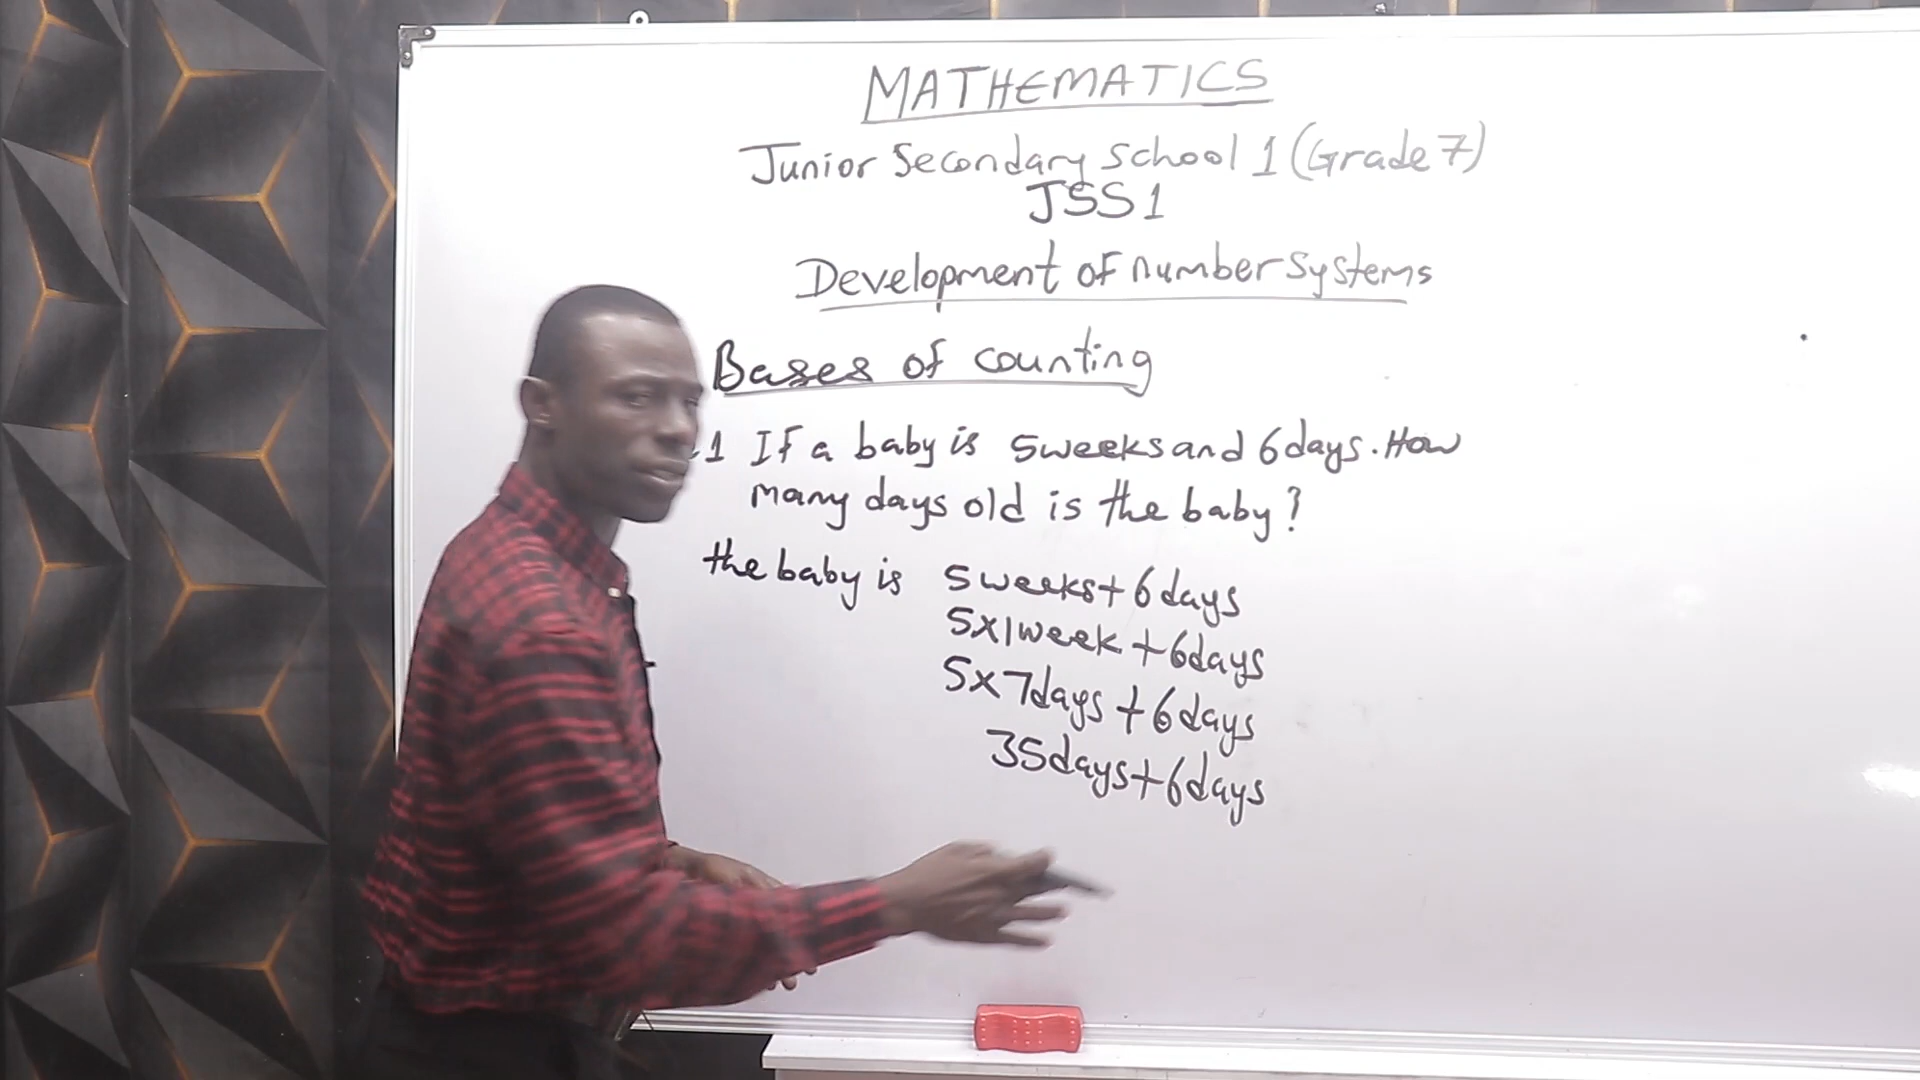 MATHEMATICS
Junior Secondary School 1 (Grade 7)
JSS 1
Development of number systems
Bases of counting
.1 If a baby is 5weeks and 6days. How
many days old is the baby?
the baby is 5weeks + 6days
5x1week + 6days
5x7days + 6days
35days + 6days